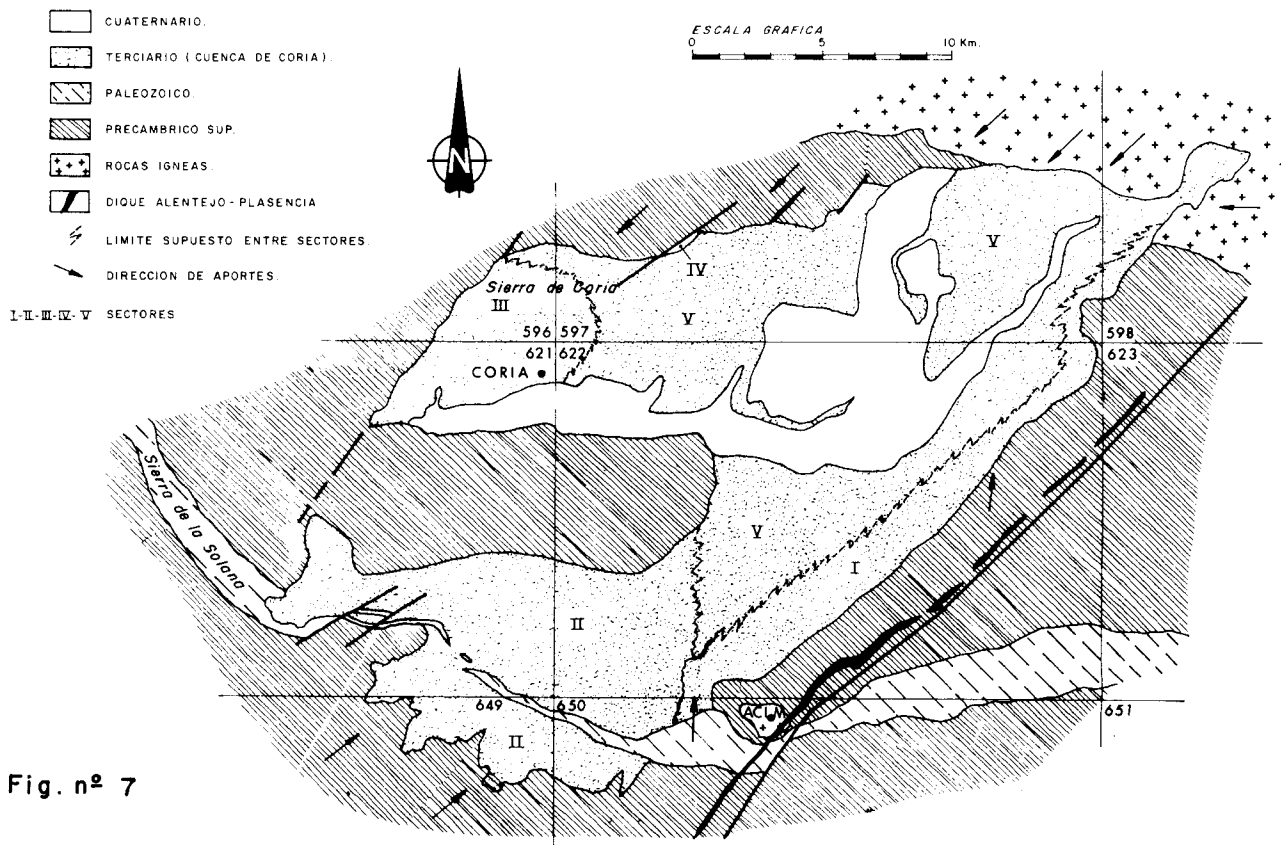 CUATERNARIO.
TERCIARIO (CUENCA DE CORIA).
PALEOZOICO.
PRECAMBRICO SUP.
ROCAS IGNEAS.
DIQUE ALENTEJO-PLASENCIA
LIMITE SUPUESTO ENTRE SECTORES.
DIRECCION DE APORTES.
I-II-III-IV-V SECTORES
ESCALA GRAFICA
0 5 10 Km.
N
V
IV
Sierra de Coria
III
V
596 597
598
621 622
623
CORIA
Sierra de la Solana
V
I
II
649 650
ACIM
651
II
Fig. nº 7